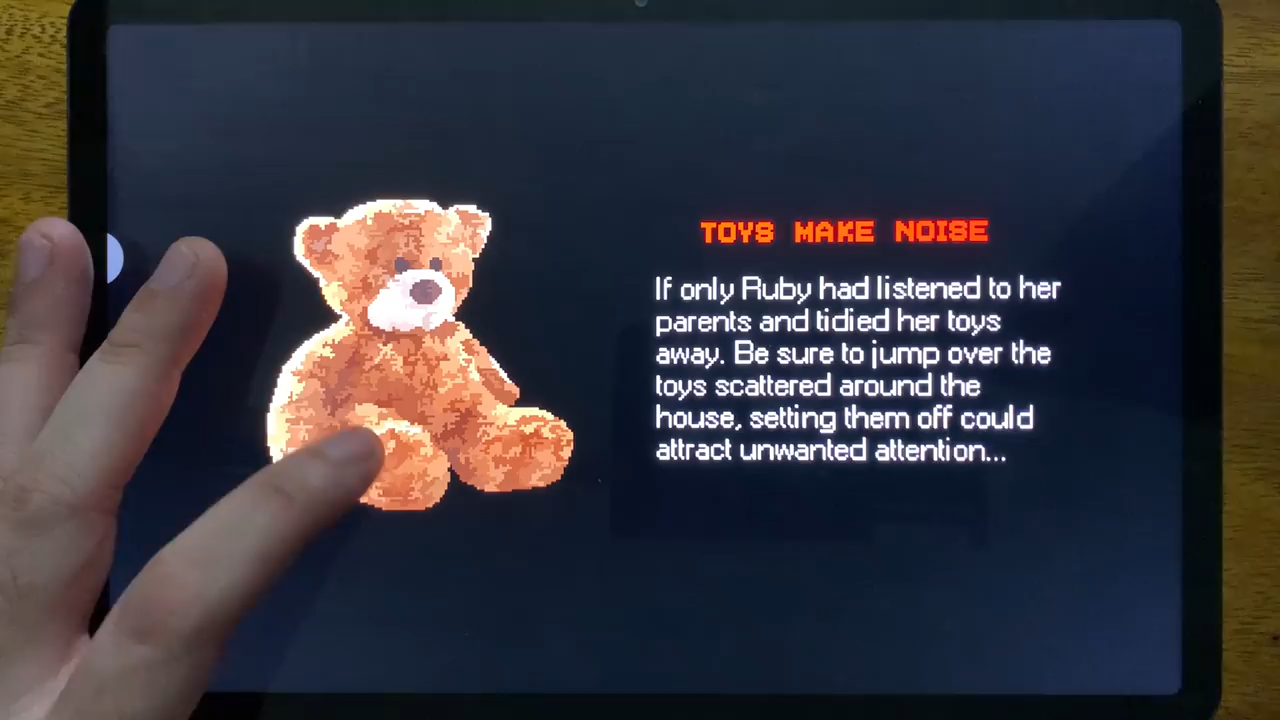 TOYS MAKE NOISE
If only Ruby had listened to her
parents and tidied her toys
away. Be sure to jump over the
toys scattered around the
house, setting them off could
attract unwanted attention...